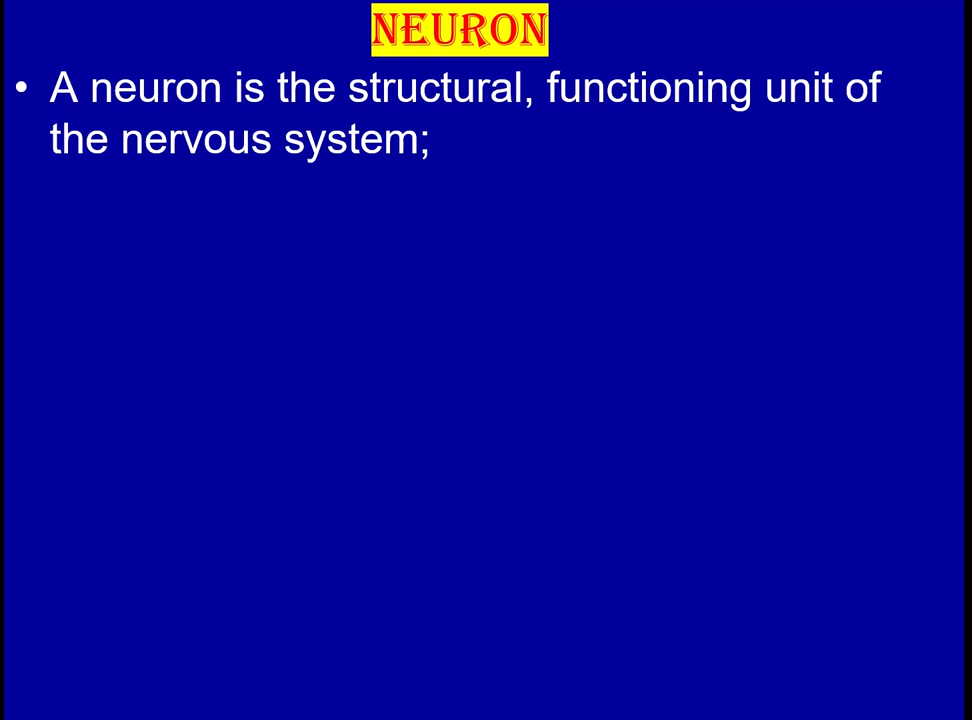 NEURON
• A neuron is the structural, functioning unit of
the nervous system;